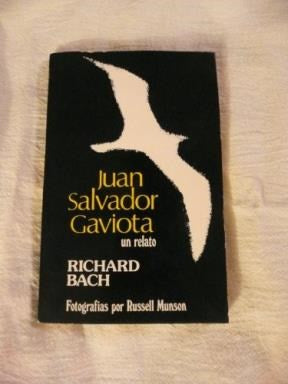 Juan
Salvador
Gaviota
un relato
RICHARD
BACH
Fotografías por Russell Munson